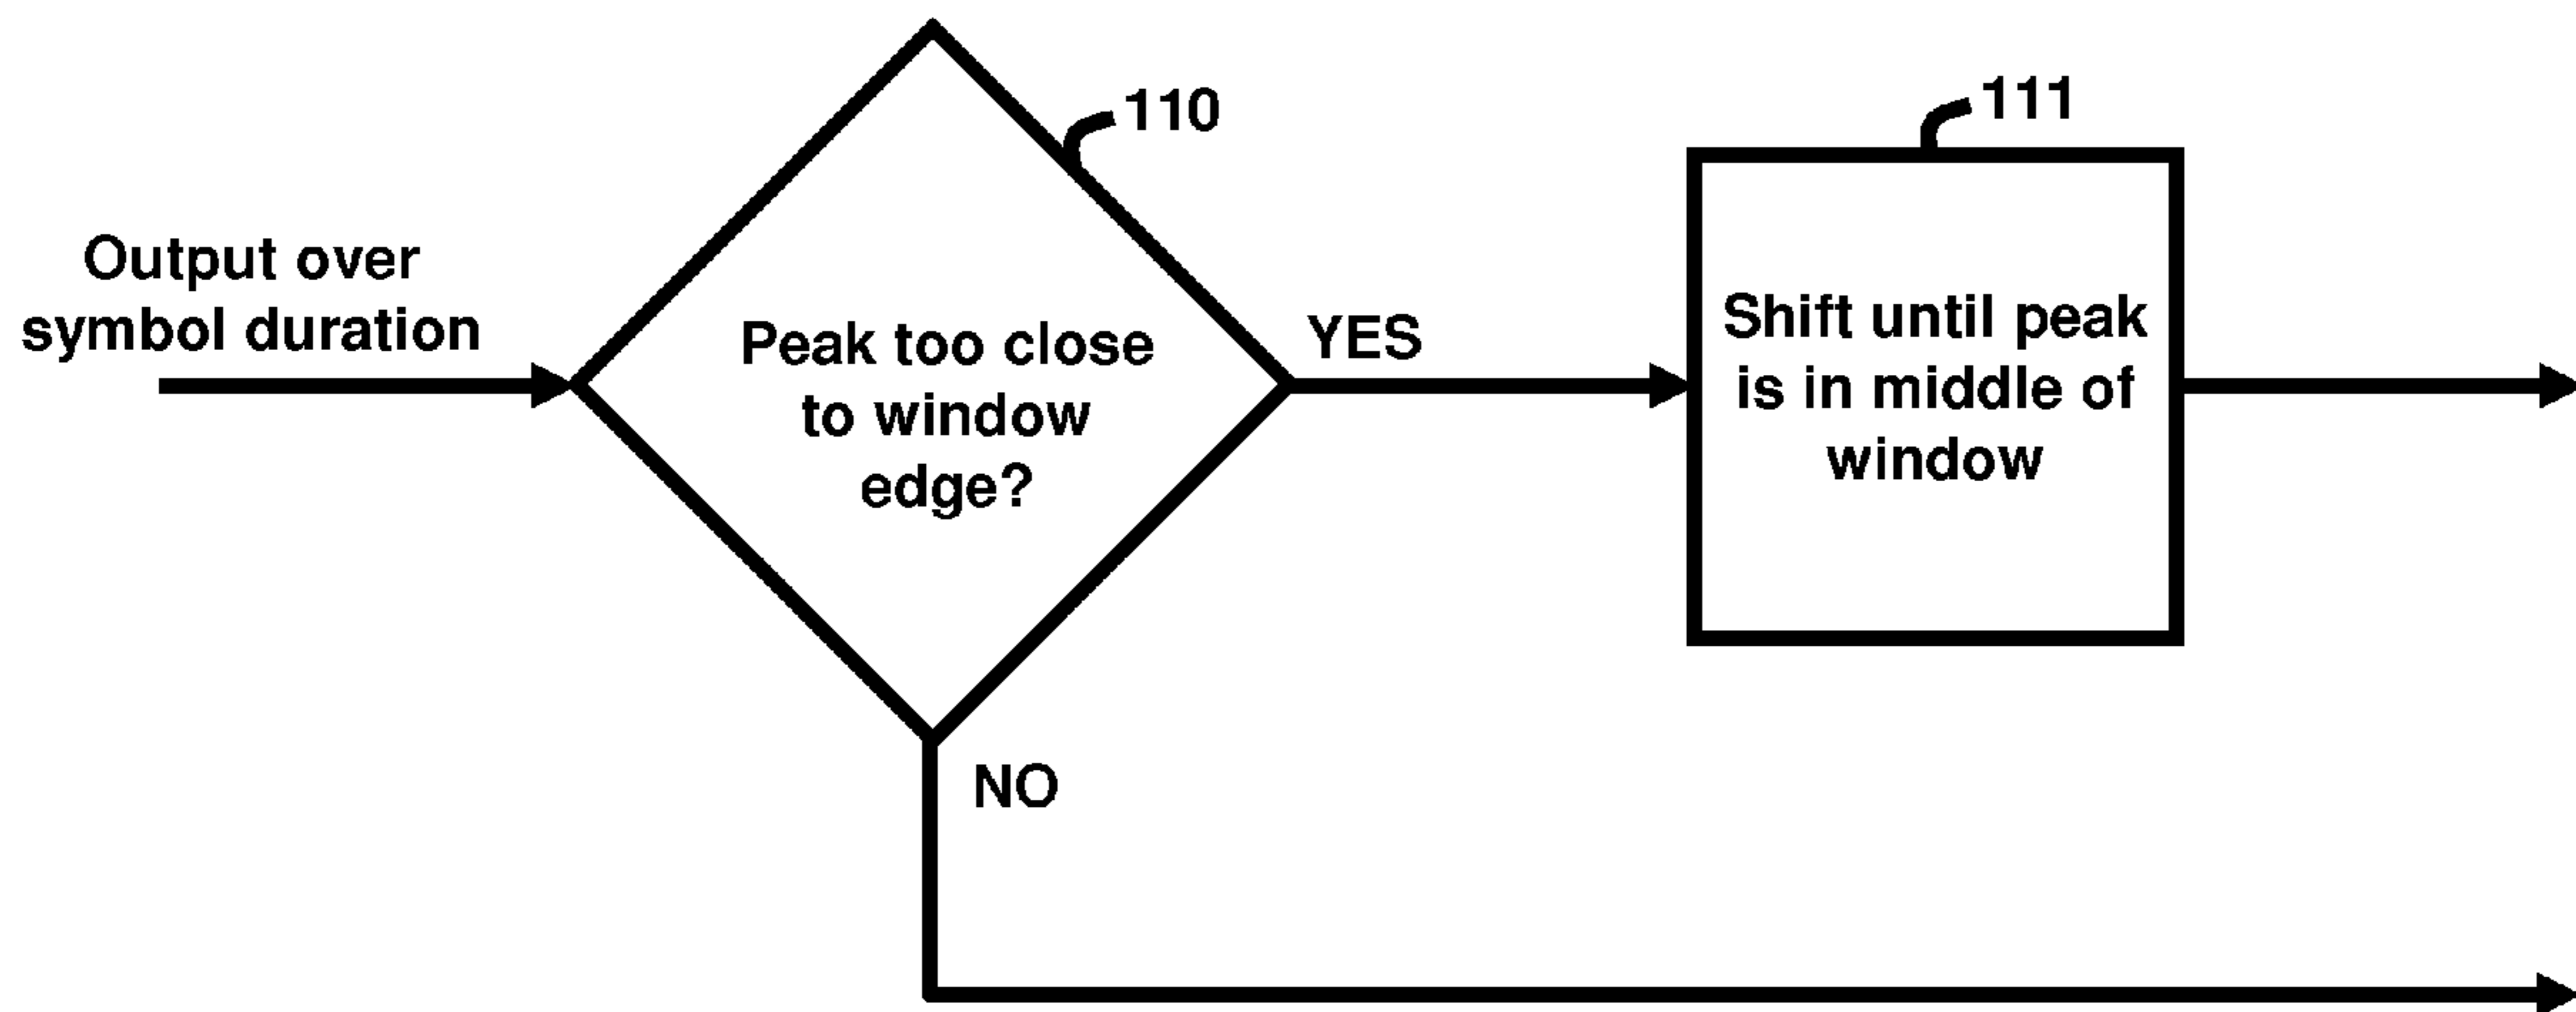 Output over
symbol duration
110
Peak too close
to window
edge?
YES
NO
111
Shift until peak
is in middle of
window